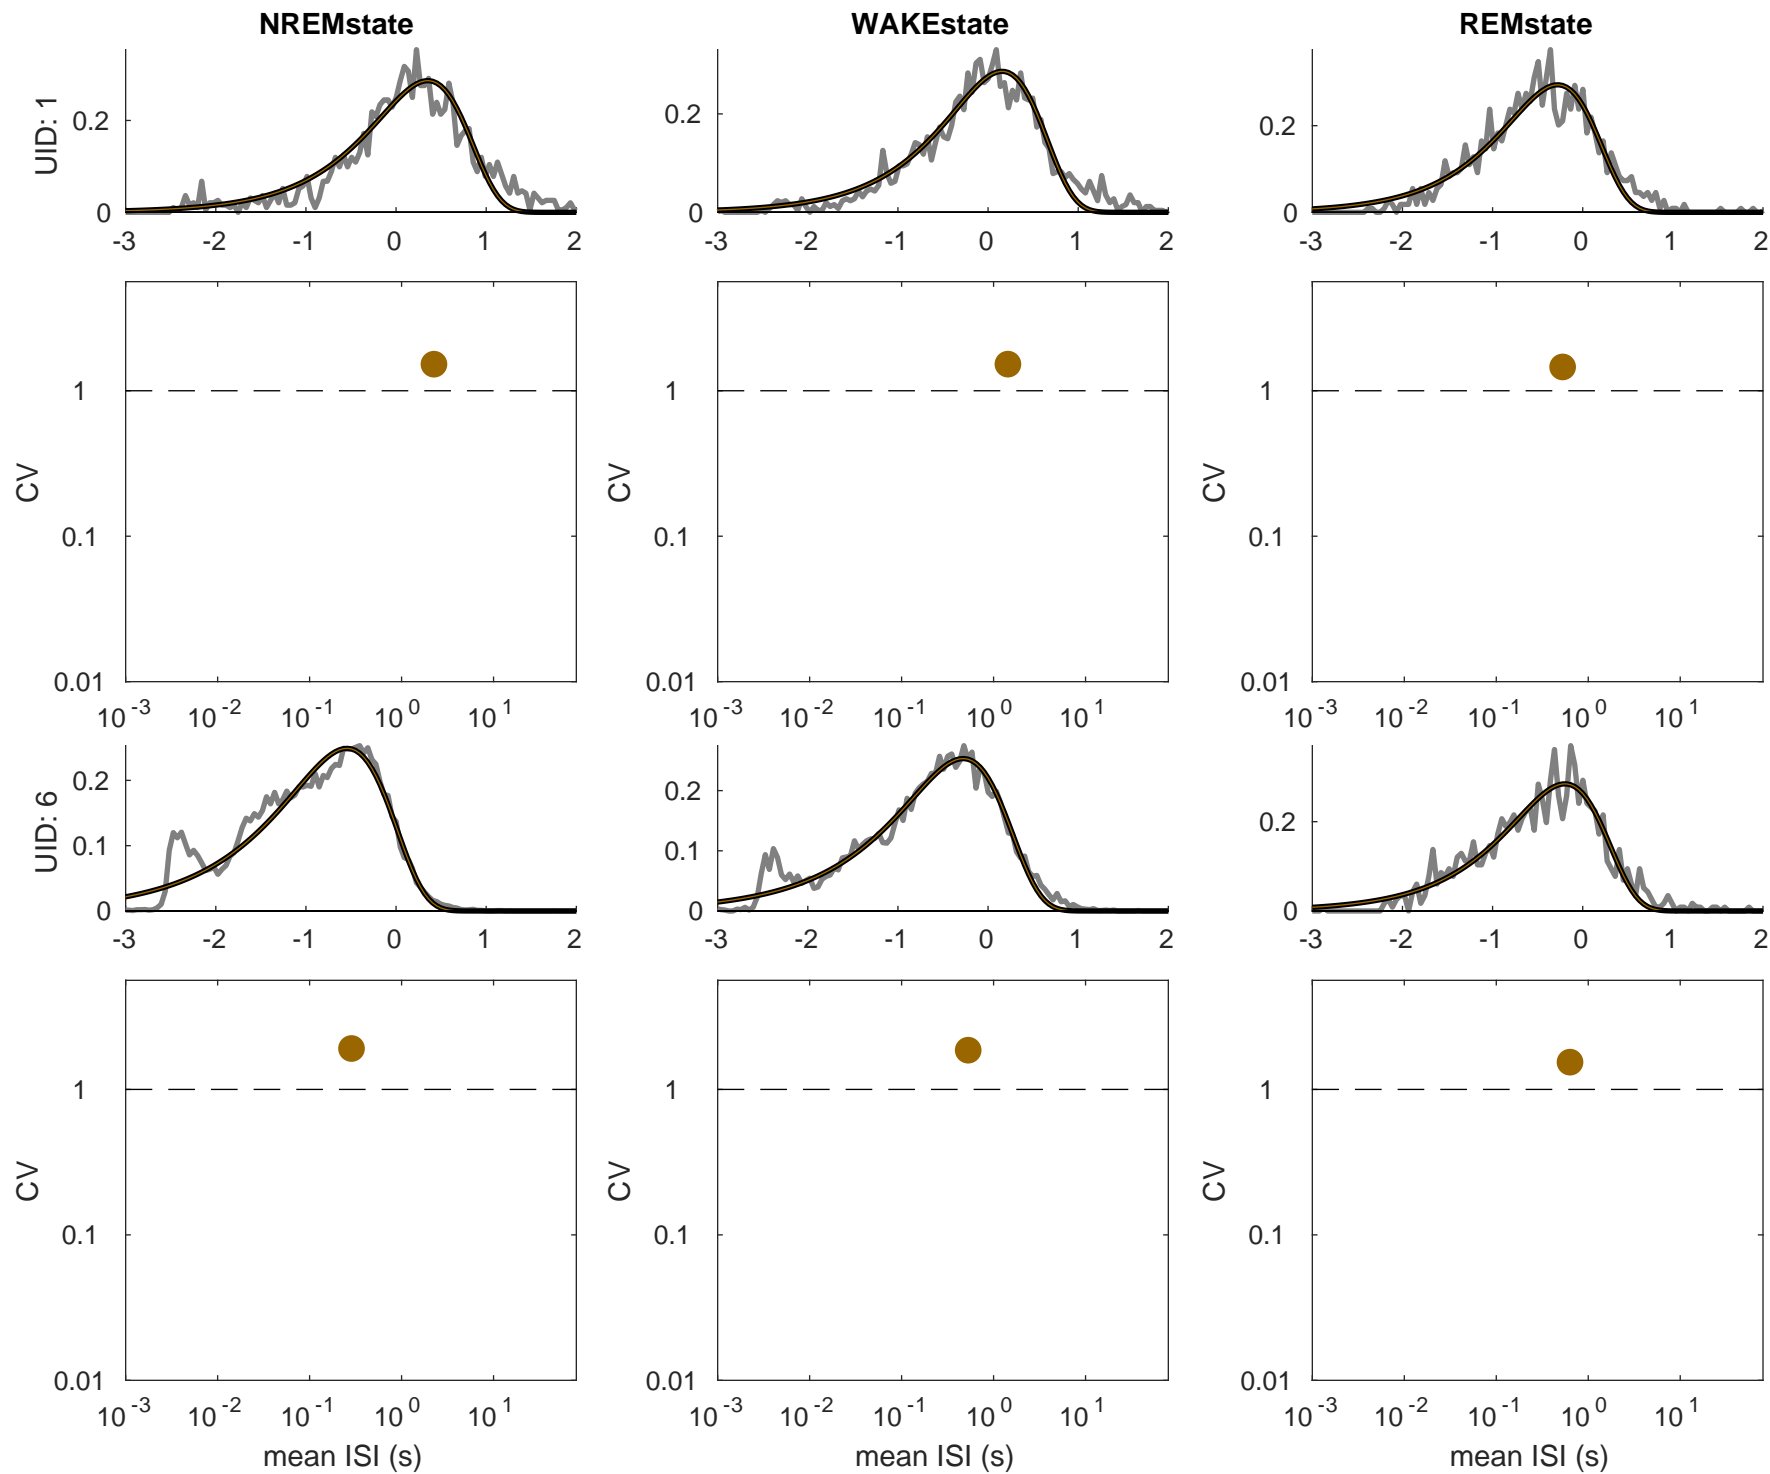 NREMstate WAKEstate REMstate
UID: 1
0.2 0.2 0.2
0 0 0
-3 -2 -1 0 1 2 -3 -2 -1 0 1 2 -3 -2 -1 0 1 2
CV CV CV
1 1 1
0.1 0.1 0.1
0.01 0.01 0.01
10^-3 10^-2 10^-1 10^0 10^1 10^-3 10^-2 10^-1 10^0 10^1 10^-3 10^-2 10^-1 10^0 10^1
UID: 6
0.2 0.2 0.2
0.1 0.1
0 0 0
-3 -2 -1 0 1 2 -3 -2 -1 0 1 2 -3 -2 -1 0 1 2
CV CV CV
1 1 1
0.1 0.1 0.1
0.01 0.01 0.01
10^-3 10^-2 10^-1 10^0 10^1 10^-3 10^-2 10^-1 10^0 10^1 10^-3 10^-2 10^-1 10^0 10^1
mean ISI (s) mean ISI (s) mean ISI (s)